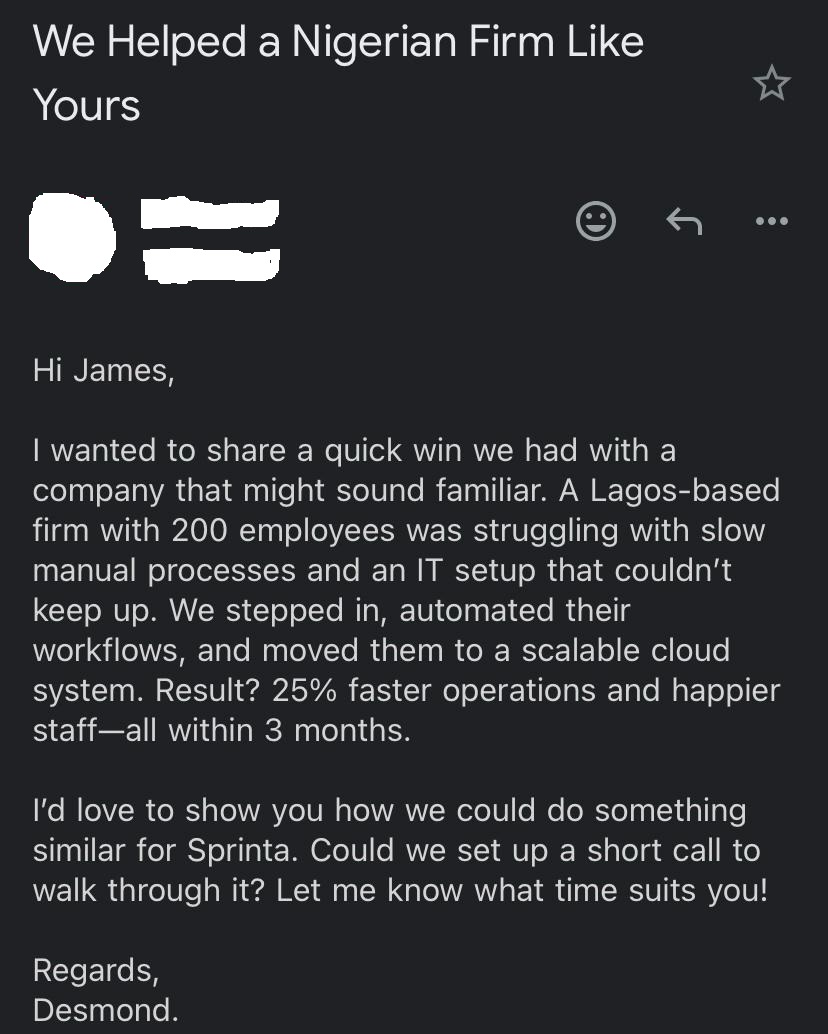 We Helped a Nigerian Firm Like
Yours
Hi James,
I wanted to share a quick win we had with a
company that might sound familiar. A Lagos-based
firm with 200 employees was struggling with slow
manual processes and an IT setup that couldn’t
keep up. We stepped in, automated their
workflows, and moved them to a scalable cloud
system. Result? 25% faster operations and happier
staff—all within 3 months.
I’d love to show you how we could do something
similar for Sprinta. Could we set up a short call to
walk through it? Let me know what time suits you!
Regards,
Desmond.